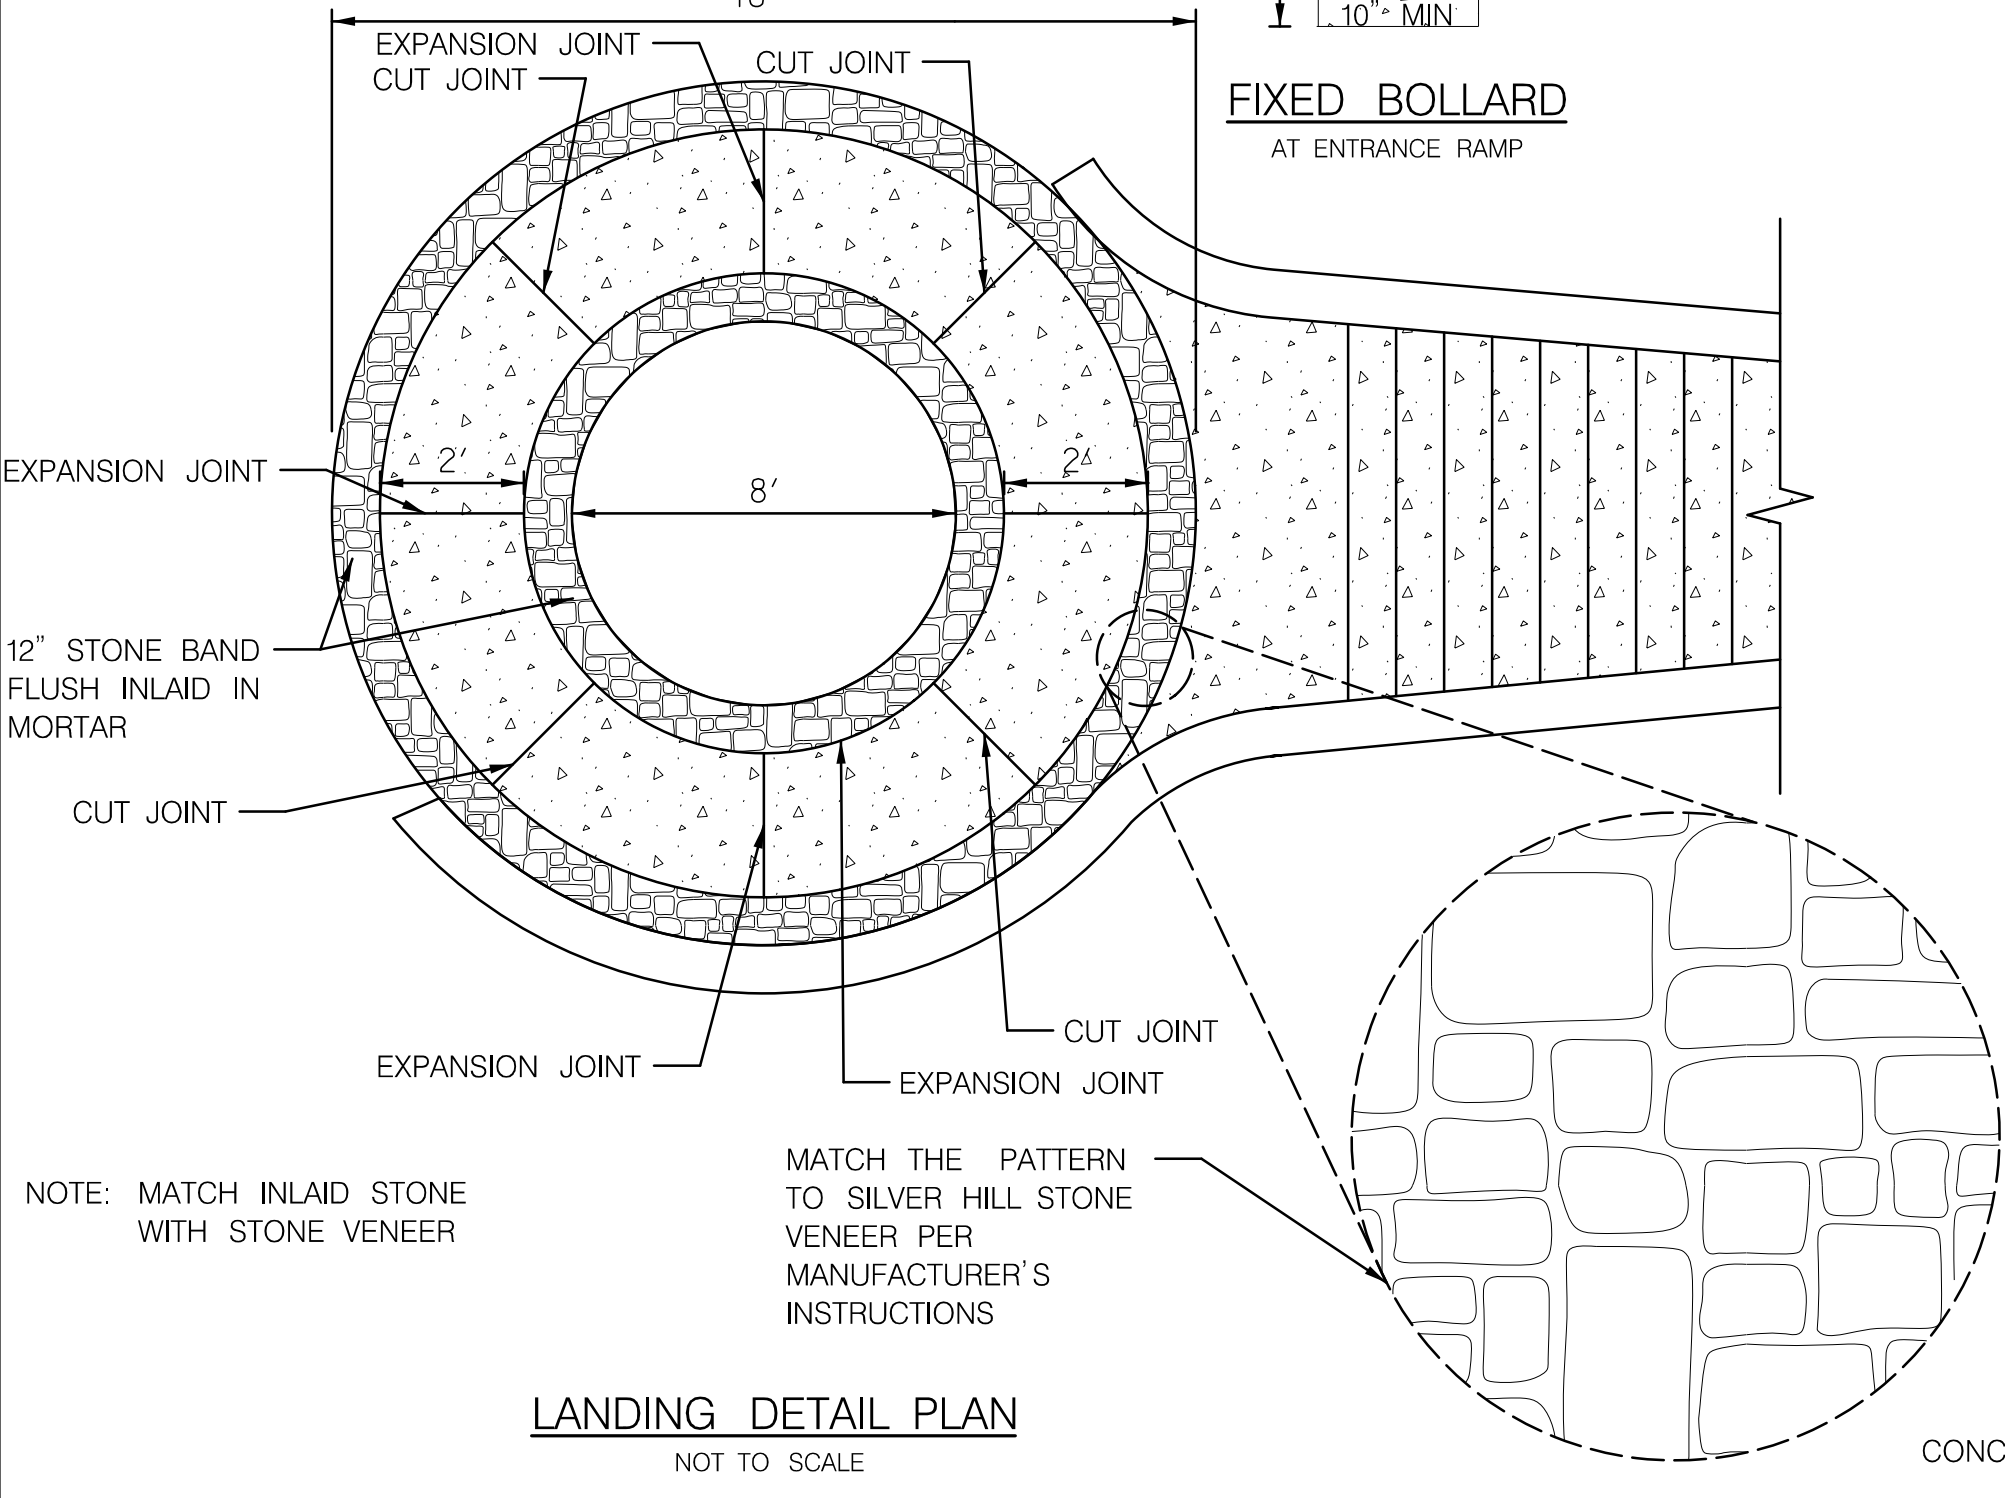 10" MIN
EXPANSION JOINT
CUT JOINT
CUT JOINT
FIXED BOLLARD
AT ENTRANCE RAMP
EXPANSION JOINT
2'
8'
2'
12" STONE BAND
FLUSH INLAID IN
MORTAR
CUT JOINT
CUT JOINT
EXPANSION JOINT
EXPANSION JOINT
NOTE: MATCH INLAID STONE
WITH STONE VENEER
MATCH THE PATTERN
TO SILVER HILL STONE
VENEER PER
MANUFACTURER'S
INSTRUCTIONS
LANDING DETAIL PLAN
NOT TO SCALE
CONC